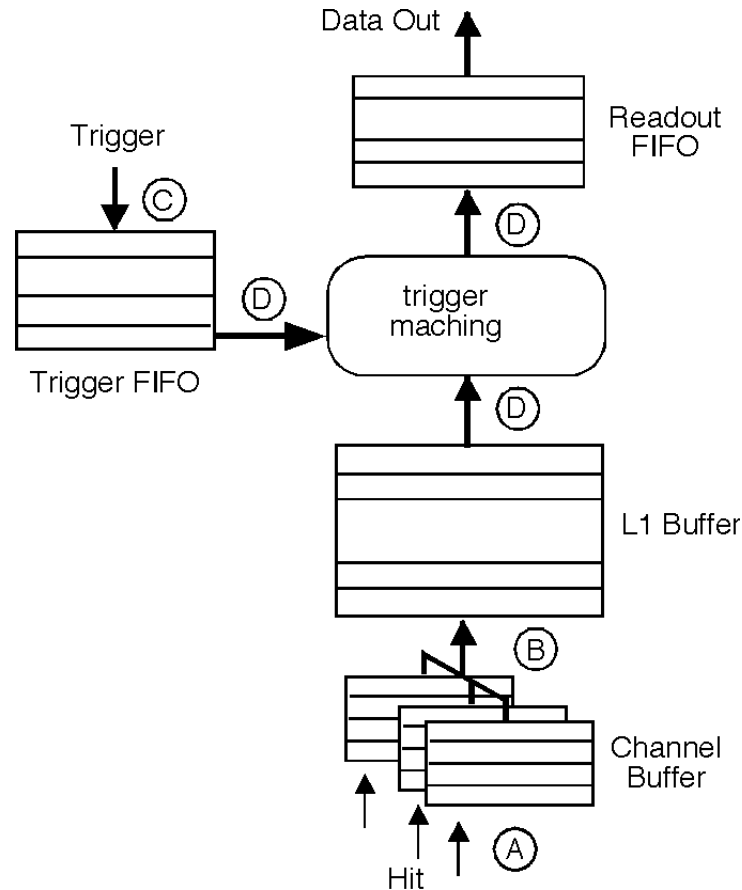 Data Out
Readout
FIFO
Trigger
C
D
D
trigger
maching
Trigger FIFO
D
L1 Buffer
B
Channel
Buffer
A
Hit